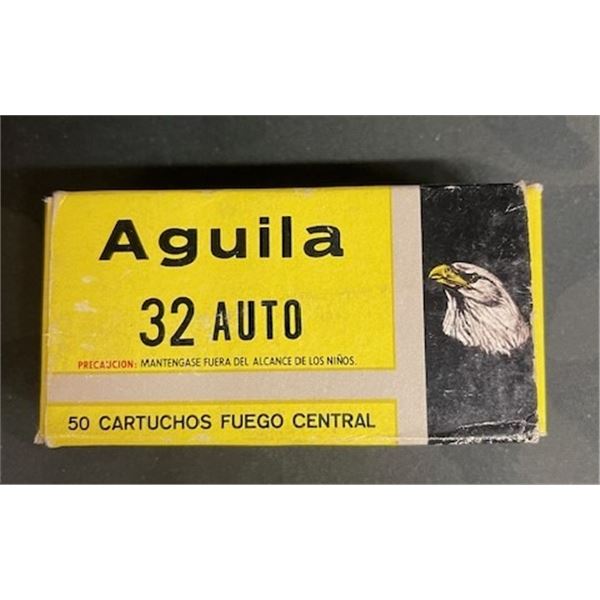 Aguila
32 AUTO
PRECAUCION: MANTENGASE FUERA DEL ALCANCE DE LOS NIÑOS.
50 CARTUCHOS FUEGO CENTRAL